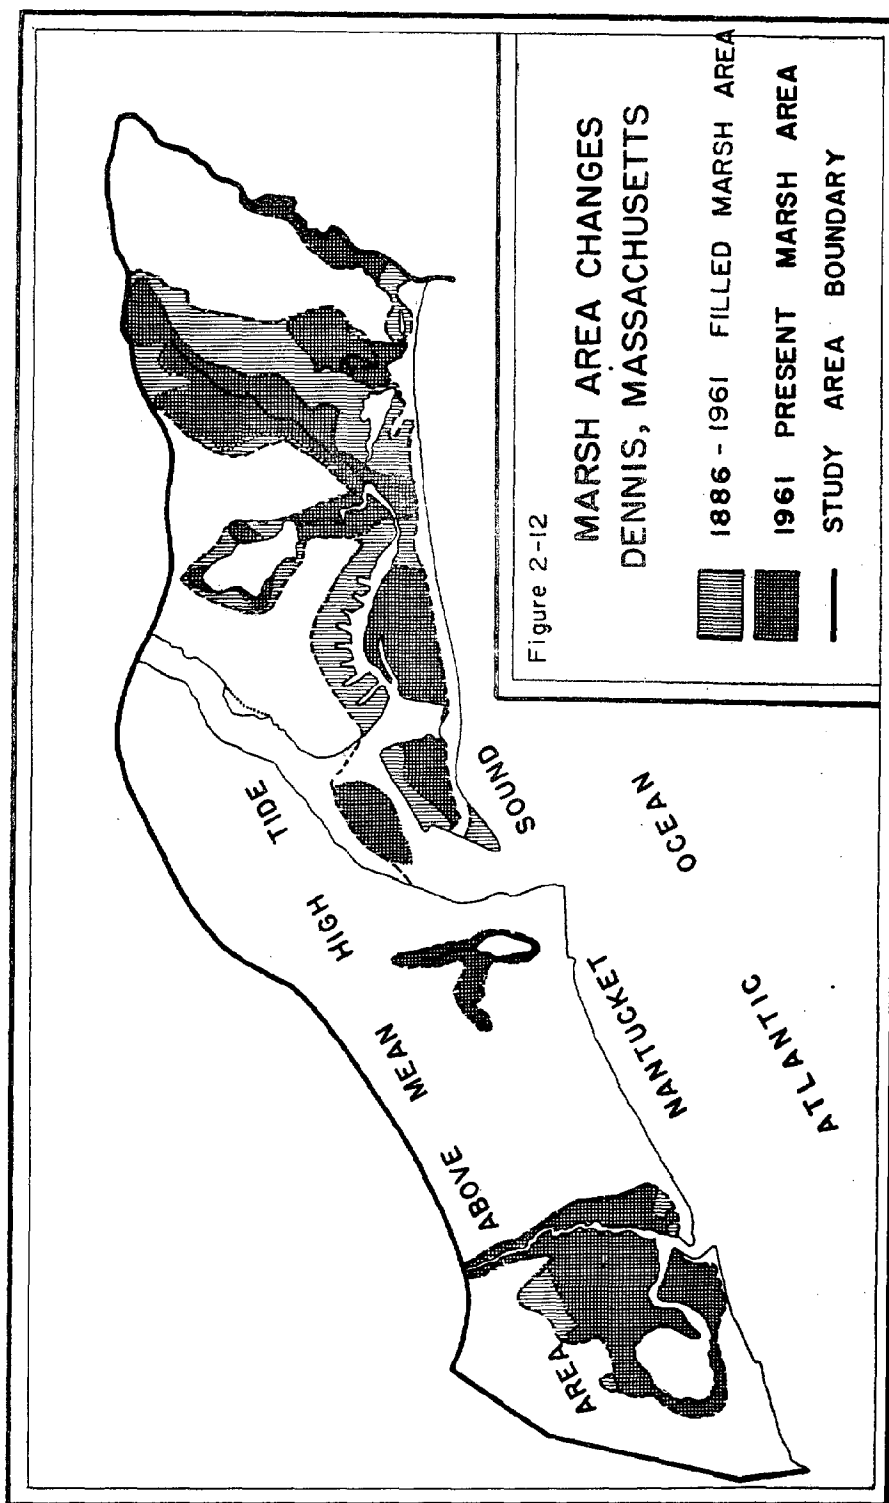 Figure 2-12
MARSH AREA CHANGES
DENNIS, MASSACHUSETTS
1886-1961 FILLED MARSH AREA
1961 PRESENT MARSH AREA
STUDY AREA BOUNDARY
AREA ABOVE MEAN HIGH TIDE
NANTUCKET SOUND
ATLANTIC OCEAN